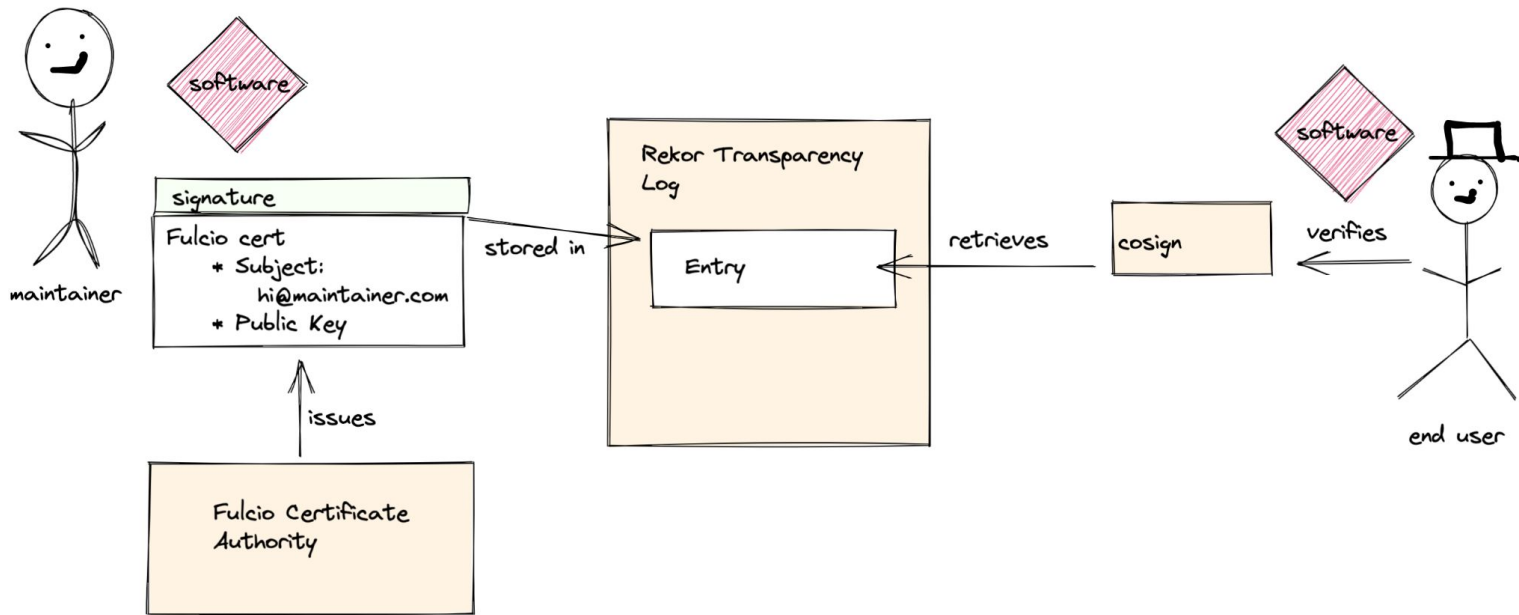 software
maintainer
signature
Fulcio cert
* Subject:
hi@maintainer.com
* Public Key
issues
Fulcio Certificate
Authority
stored in
Rekor Transparency
Log
Entry
retrieves
cosign
verifies
software
end user